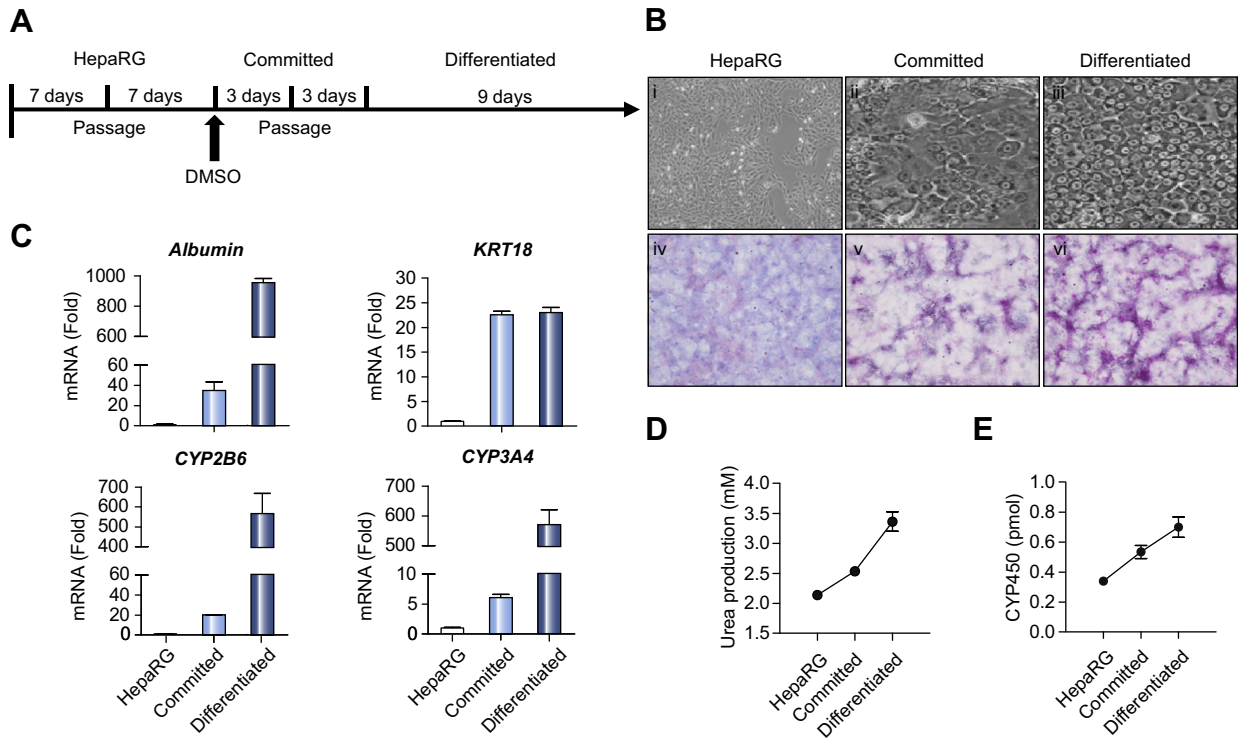 A
HepaRG Committed Differentiated
7 days 7 days 3 days 3 days 9 days
Passage Passage
DMSO
B
HepaRG Committed Differentiated
i ii iii
iv v vi
C
Albumin
mRNA (Fold)
1000
800
600
60
40
20
0
KRT18
mRNA (Fold)
30
25
20
15
10
5
0
CYP2B6
mRNA (Fold)
700
600
500
400
60
40
20
0
HepaRG
Committed
Differentiated
CYP3A4
mRNA (Fold)
700
600
500
10
5
0
HepaRG
Committed
Differentiated
D
Urea production (mM)
4.0
3.5
3.0
2.5
2.0
1.5
HepaRG
Committed
Differentiated
E
CYP450 (pmol)
1.0
0.8
0.6
0.4
0.2
0.0
HepaRG
Committed
Differentiated